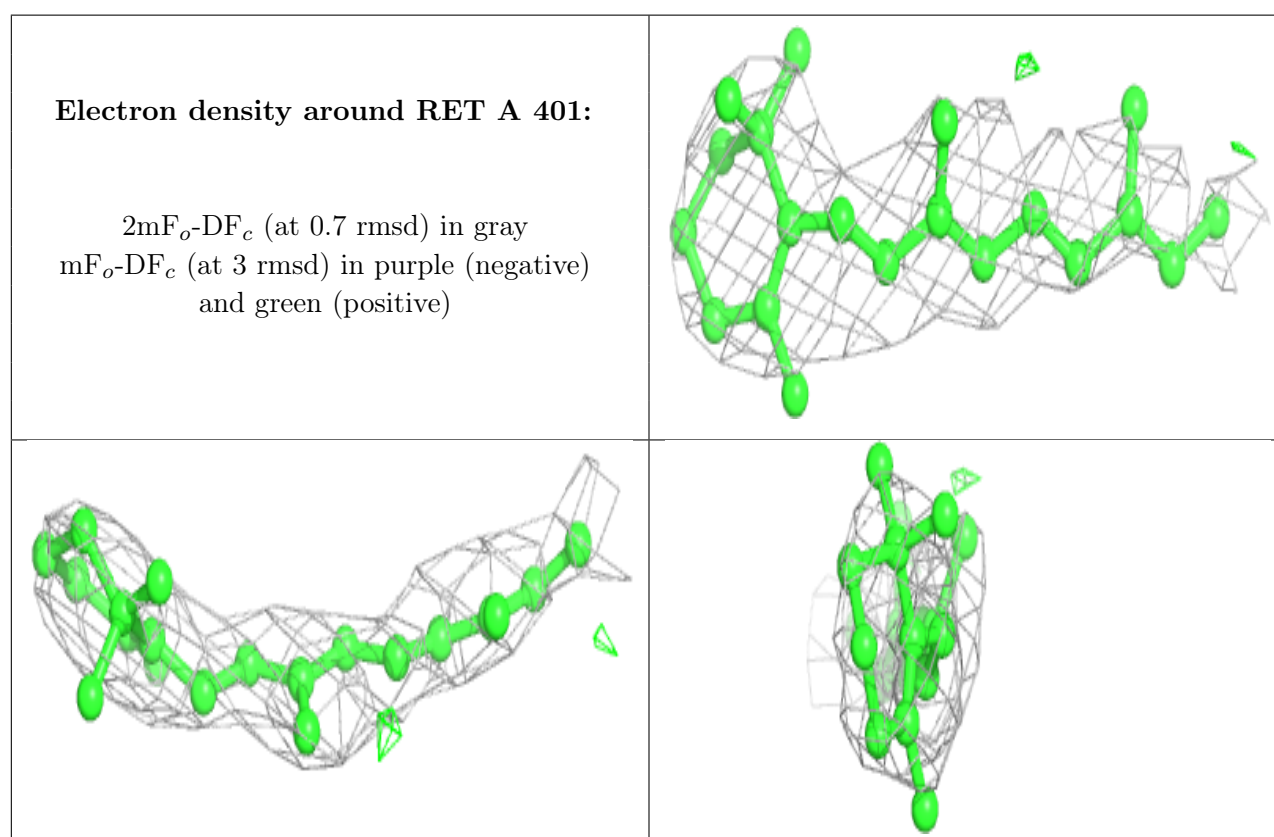 Electron density around RET A 401:
2mFo-DFc (at 0.7 rmsd) in gray
mFo-DFc (at 3 rmsd) in purple (negative)
and green (positive)